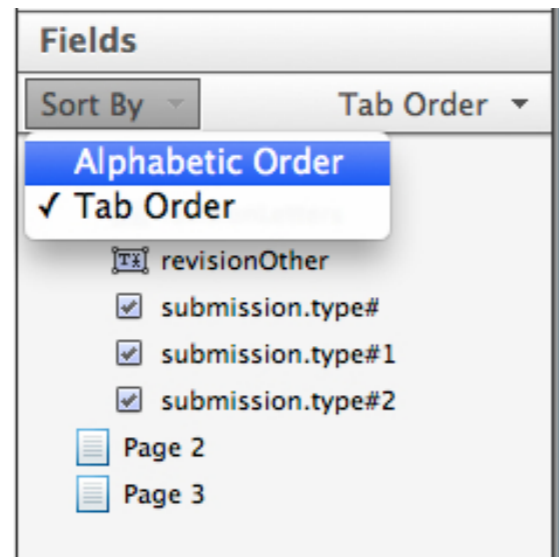 Fields
Sort By Tab Order
Alphabetic Order
✓ Tab Order
revisionOther
submission.type#
submission.type#1
submission.type#2
Page 2
Page 3